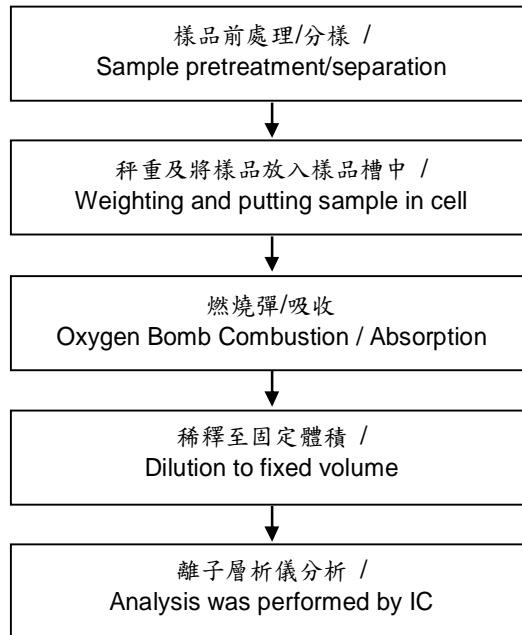 樣品前處理/分樣 /
Sample pretreatment/separation
秤重及將樣品放入樣品槽中 /
Weighting and putting sample in cell
燃燒彈/吸收
Oxygen Bomb Combustion / Absorption
稀釋至固定體積 /
Dilution to fixed volume
離子層析儀分析 /
Analysis was performed by IC